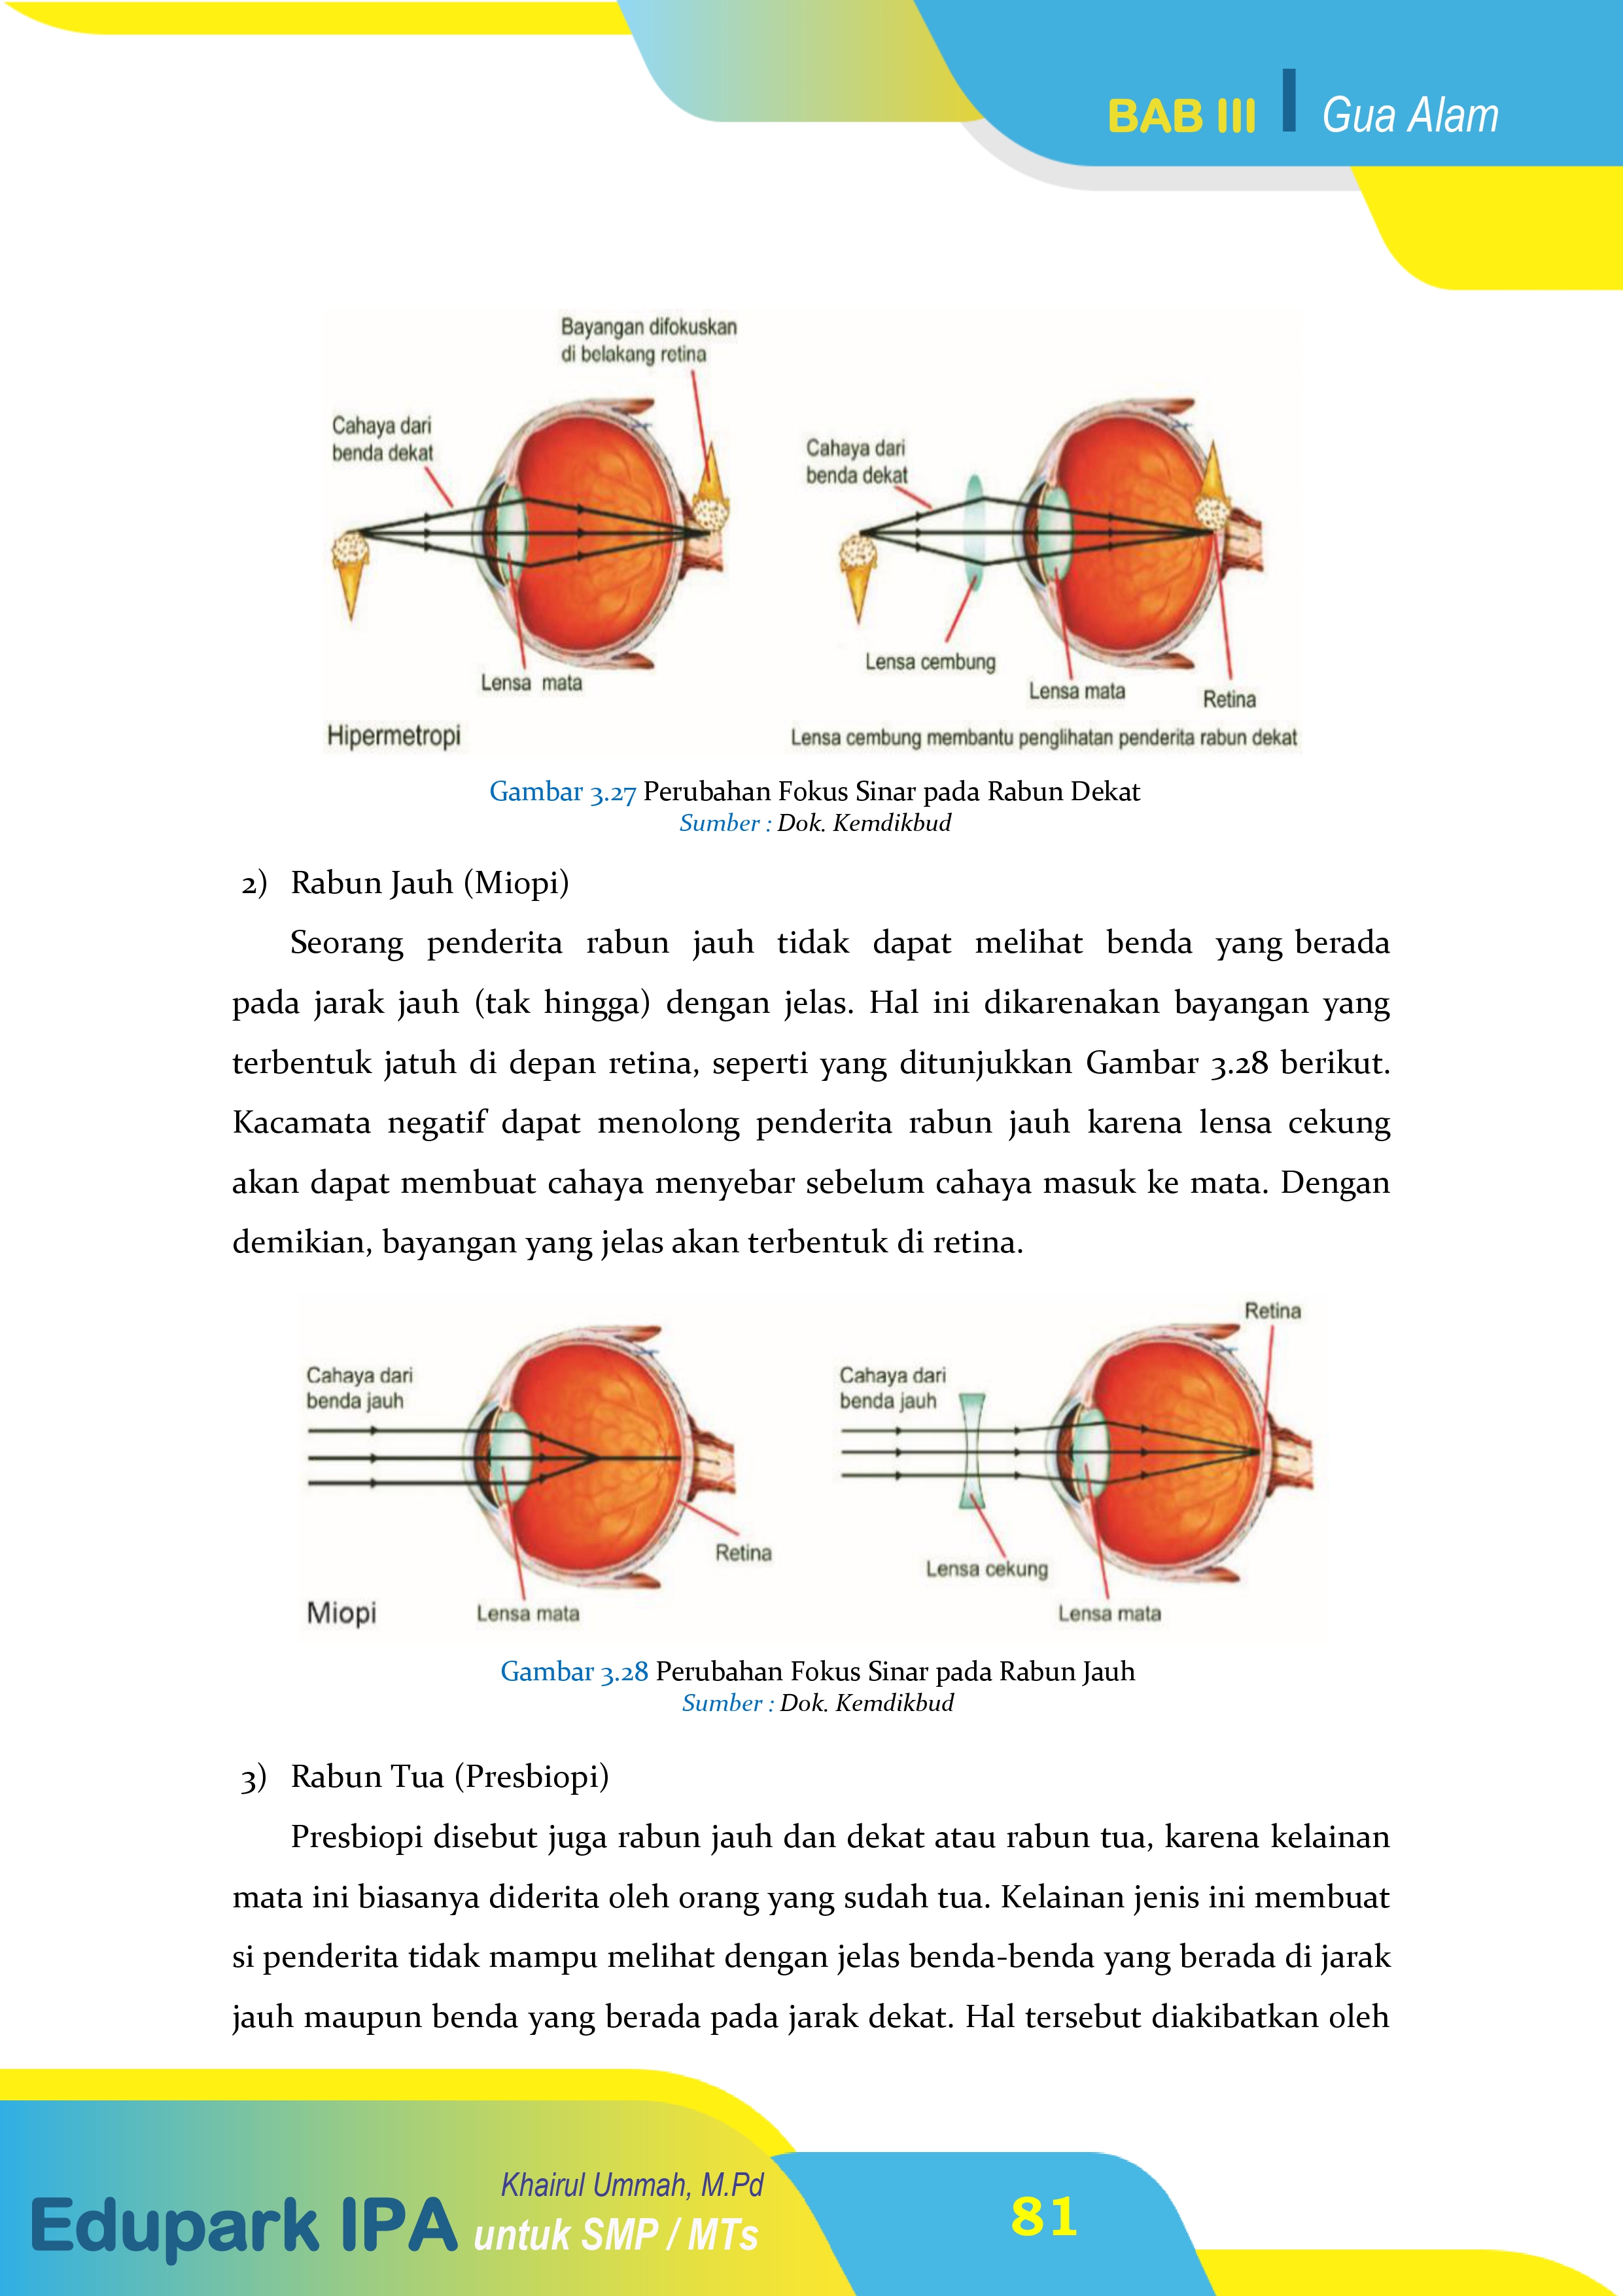 BAB III Gua Alam
Bayangan difokuskan
di belakang retina
Cahaya dari
benda dekat
Lensa mata
Hipermetropi
Cahaya dari
benda dekat
Lensa cembung
Lensa mata
Retina
Lensa cembung membantu penglihatan penderita rabun dekat
Gambar 3.27 Perubahan Fokus Sinar pada Rabun Dekat
Sumber : Dok. Kemdikbud
2) Rabun Jauh (Miopi)
Seorang penderita rabun jauh tidak dapat melihat benda yang berada
pada jarak jauh (tak hingga) dengan jelas. Hal ini dikarenakan bayangan yang
terbentuk jatuh di depan retina, seperti yang ditunjukkan Gambar 3.28 berikut.
Kacamata negatif dapat menolong penderita rabun jauh karena lensa cekung
akan dapat membuat cahaya menyebar sebelum cahaya masuk ke mata. Dengan
demikian, bayangan yang jelas akan terbentuk di retina.
Cahaya dari
benda jauh
Retina
Lensa mata
Miopi
Retina
Cahaya dari
benda jauh
Lensa cekung
Lensa mata
Gambar 3.28 Perubahan Fokus Sinar pada Rabun Jauh
Sumber : Dok. Kemdikbud
3) Rabun Tua (Presbiopi)
Presbiopi disebut juga rabun jauh dan dekat atau rabun tua, karena kelainan
mata ini biasanya diderita oleh orang yang sudah tua. Kelainan jenis ini membuat
si penderita tidak mampu melihat dengan jelas benda-benda yang berada di jarak
jauh maupun benda yang berada pada jarak dekat. Hal tersebut diakibatkan oleh
Khairul Ummah, M.Pd
Edupark IPA untuk SMP / MTs
81